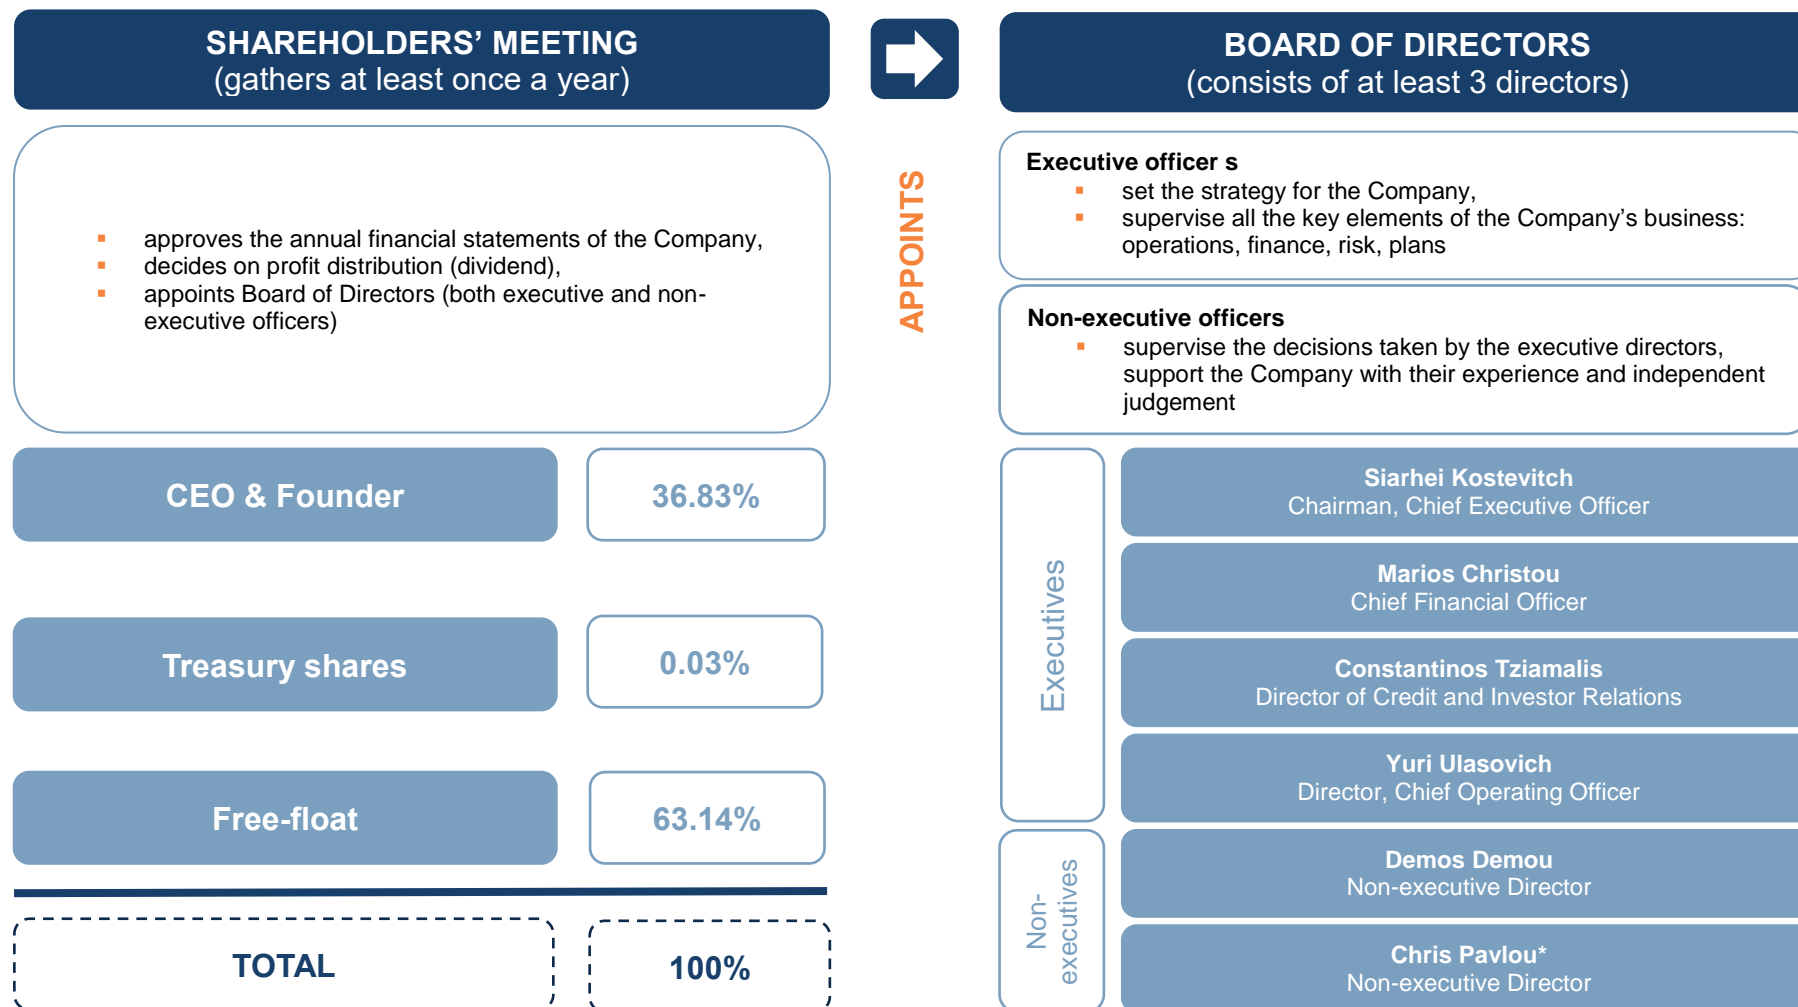 SHAREHOLDERS’ MEETING
(gathers at least once a year)
approves the annual financial statements of the Company,
decides on profit distribution (dividend),
appoints Board of Directors (both executive and non-
executive officers)
CEO & Founder
36.83%
Treasury shares
0.03%
Free-float
63.14%
TOTAL
100%
APPOINTS
BOARD OF DIRECTORS
(consists of at least 3 directors)
Executive officer s
set the strategy for the Company,
supervise all the key elements of the Company’s business:
operations, finance, risk, plans
Non-executive officers
supervise the decisions taken by the executive directors,
support the Company with their experience and independent
judgement
Executives
Siarhei Kostevitch
Chairman, Chief Executive Officer
Marios Christou
Chief Financial Officer
Constantinos Tziamalis
Director of Credit and Investor Relations
Yuri Ulasovich
Director, Chief Operating Officer
Non-
executives
Demos Demou
Non-executive Director
Chris Pavlou*
Non-executive Director